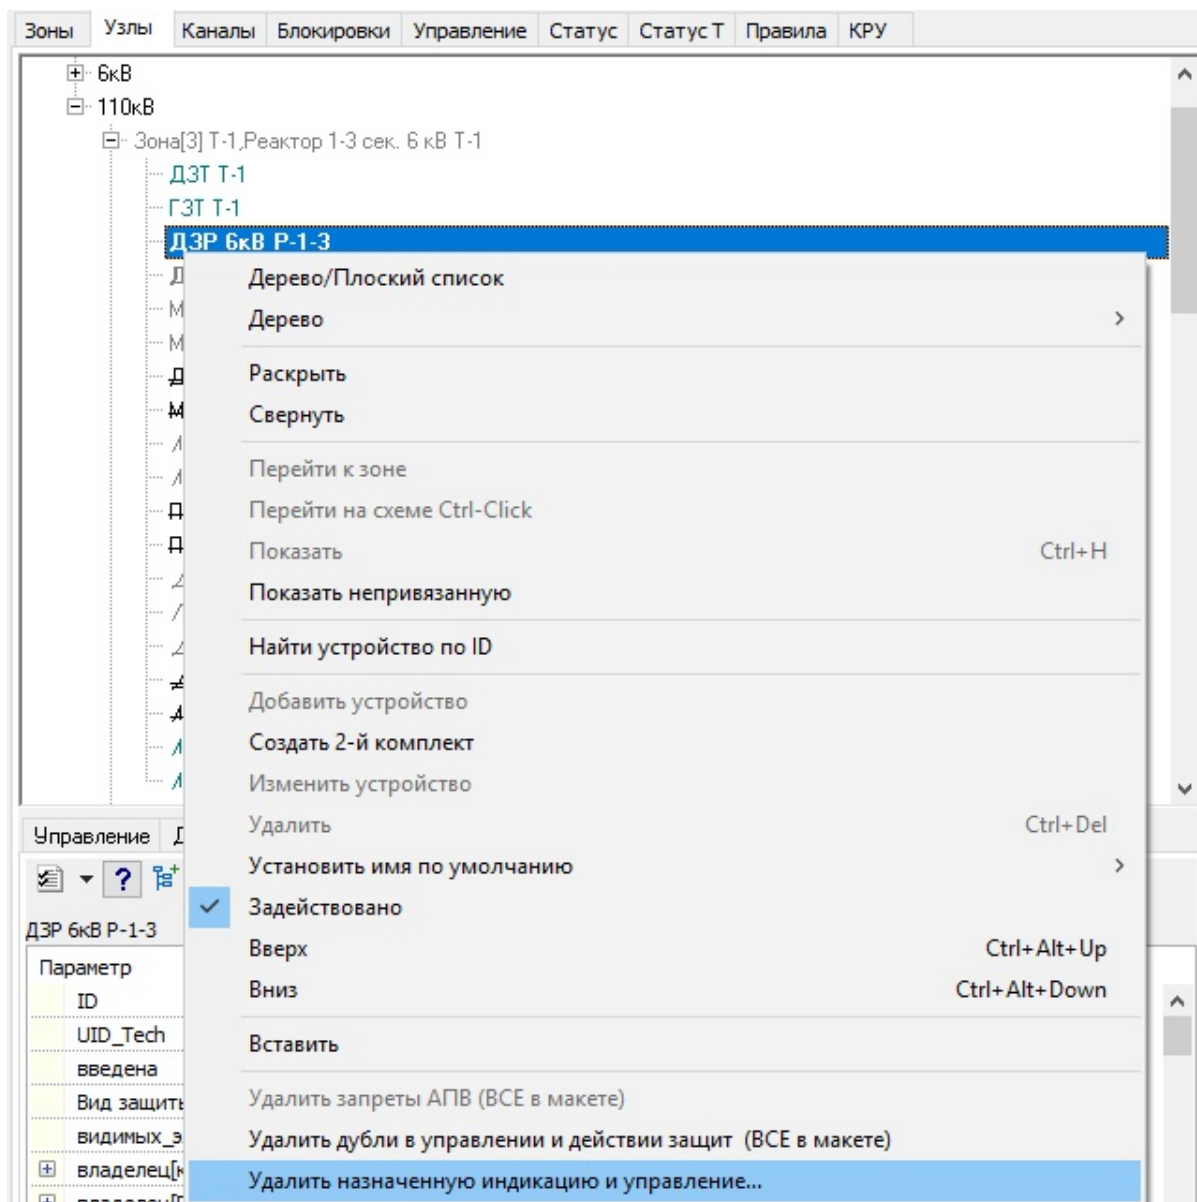 Зоны Узлы Каналы Блокировки Управление Статус Статус Т Правила КРУ
6кВ
110кВ
Зона[3] Т-1,Реактор 1-3 сек. 6 кВ Т-1
ДЗТ Т-1
ГЗТ Т-1
ДЗР 6кВ Р-1-3
Дерево/Плоский список
Дерево
Раскрыть
Свернуть
Перейти к зоне
Перейти на схеме Ctrl-Click
Показать Ctrl+H
Показать непривязанную
Найти устройство по ID
Добавить устройство
Создать 2-й комплект
Изменить устройство
Удалить Ctrl+Del
Установить имя по умолчанию
Задействовано
Вверх Ctrl+Alt+Up
Вниз Ctrl+Alt+Down
Вставить
Удалить запреты АПВ (ВСЕ в макете)
Удалить дубли в управлении и действии защит (ВСЕ в макете)
Удалить назначенную индикацию и управление...
Управление
ДЗР 6кВ Р-1-3
Параметр
ID
UID_Tech
введена
Вид защиты
видимых_э
владелец[к